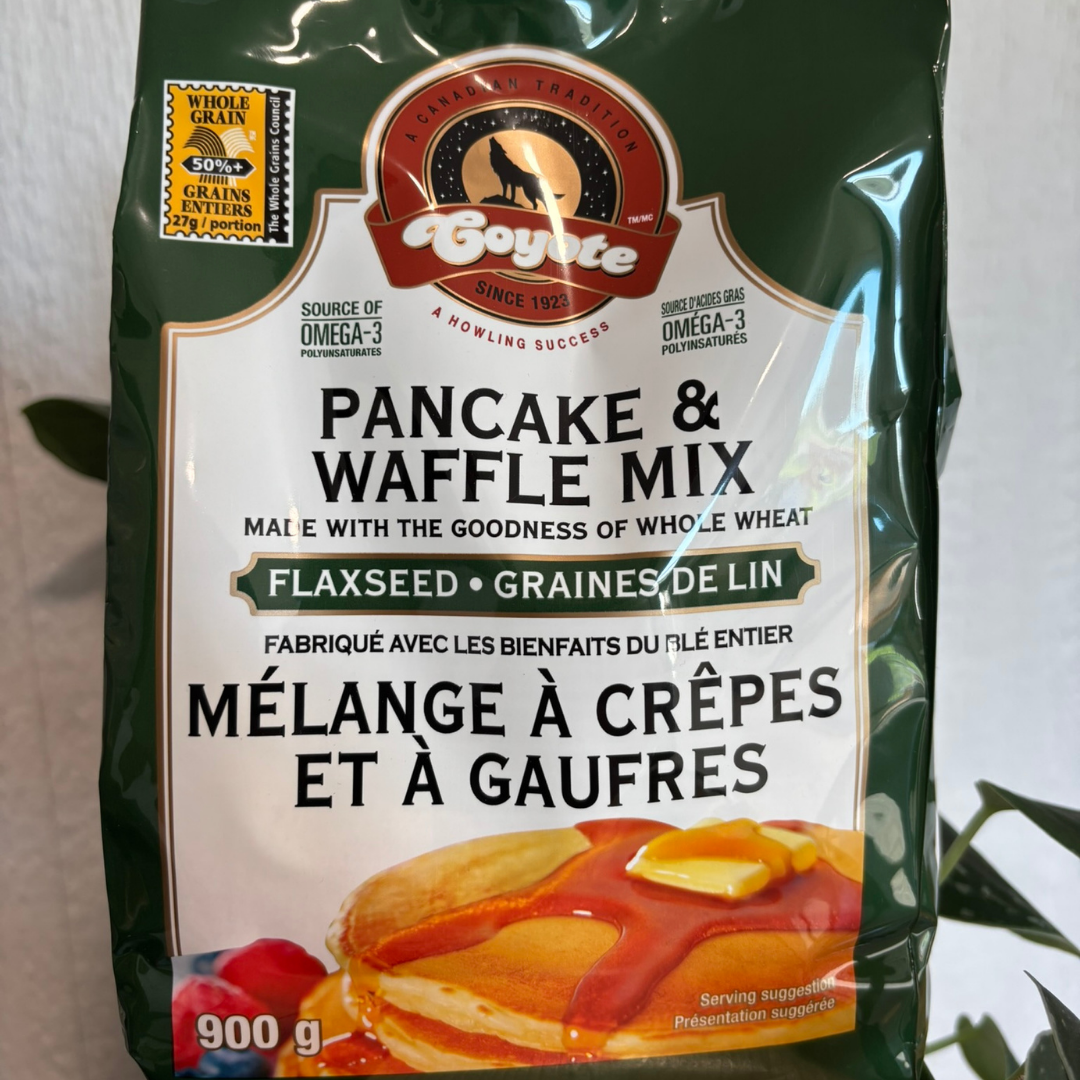 WHOLE
GRAIN
50%+
GRAINS
ENTIERS
27g / portion
The Whole Grains Council
A CANADIAN TRADITION
Coyote
TM/MC
SINCE 1923
A HOWLING SUCCESS
SOURCE OF
OMEGA-3
POLYUNSATURATES
SOURCE D'ACIDES GRAS
OMÉGA-3
POLYINSATURÉS
PANCAKE &
WAFFLE MIX
MADE WITH THE GOODNESS OF WHOLE WHEAT
FLAXSEED • GRAINES DE LIN
FABRIQUÉ AVEC LES BIENFAITS DU BLÉ ENTIER
MÉLANGE À CRÊPES
ET À GAUFRES
Serving suggestion
Présentation suggérée
900 g